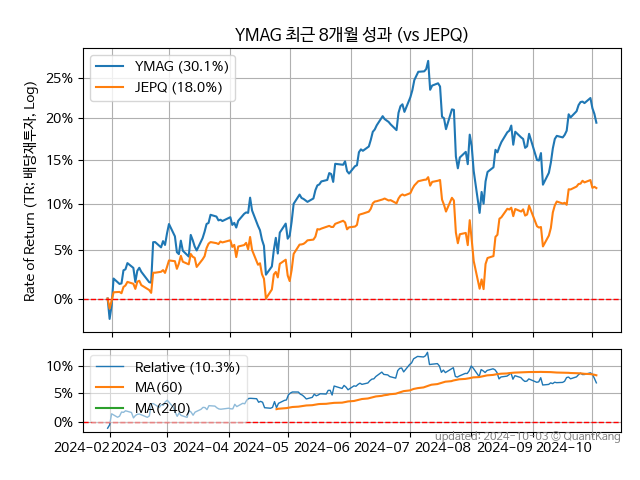 YMAG 최근 8개월 성과 (vs JEPQ)
Rate of Return (TR: 배당재투자, Log)
25%
20%
15%
10%
5%
0%
YMAG (30.1%)
JEPQ (18.0%)
10%
5%
0%
Relative (10.3%)
MA(60)
MA(240)
2024-02 2024-03 2024-04 2024-05 2024-06 2024-07 2024-08 2024-09 2024-10
updated: 2024-10-03 © QuantKang